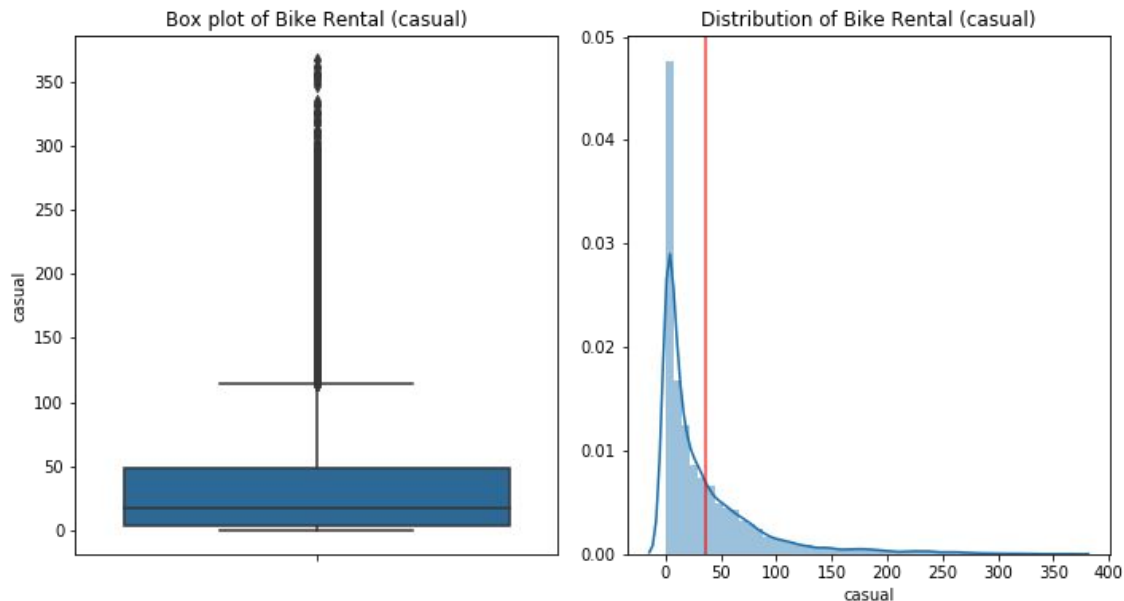 Box plot of Bike Rental (casual)
350
300
250
200
150
100
50
0
casual
Distribution of Bike Rental (casual)
0.05
0.04
0.03
0.02
0.01
0.00
0 50 100 150 200 250 300 350 400
casual